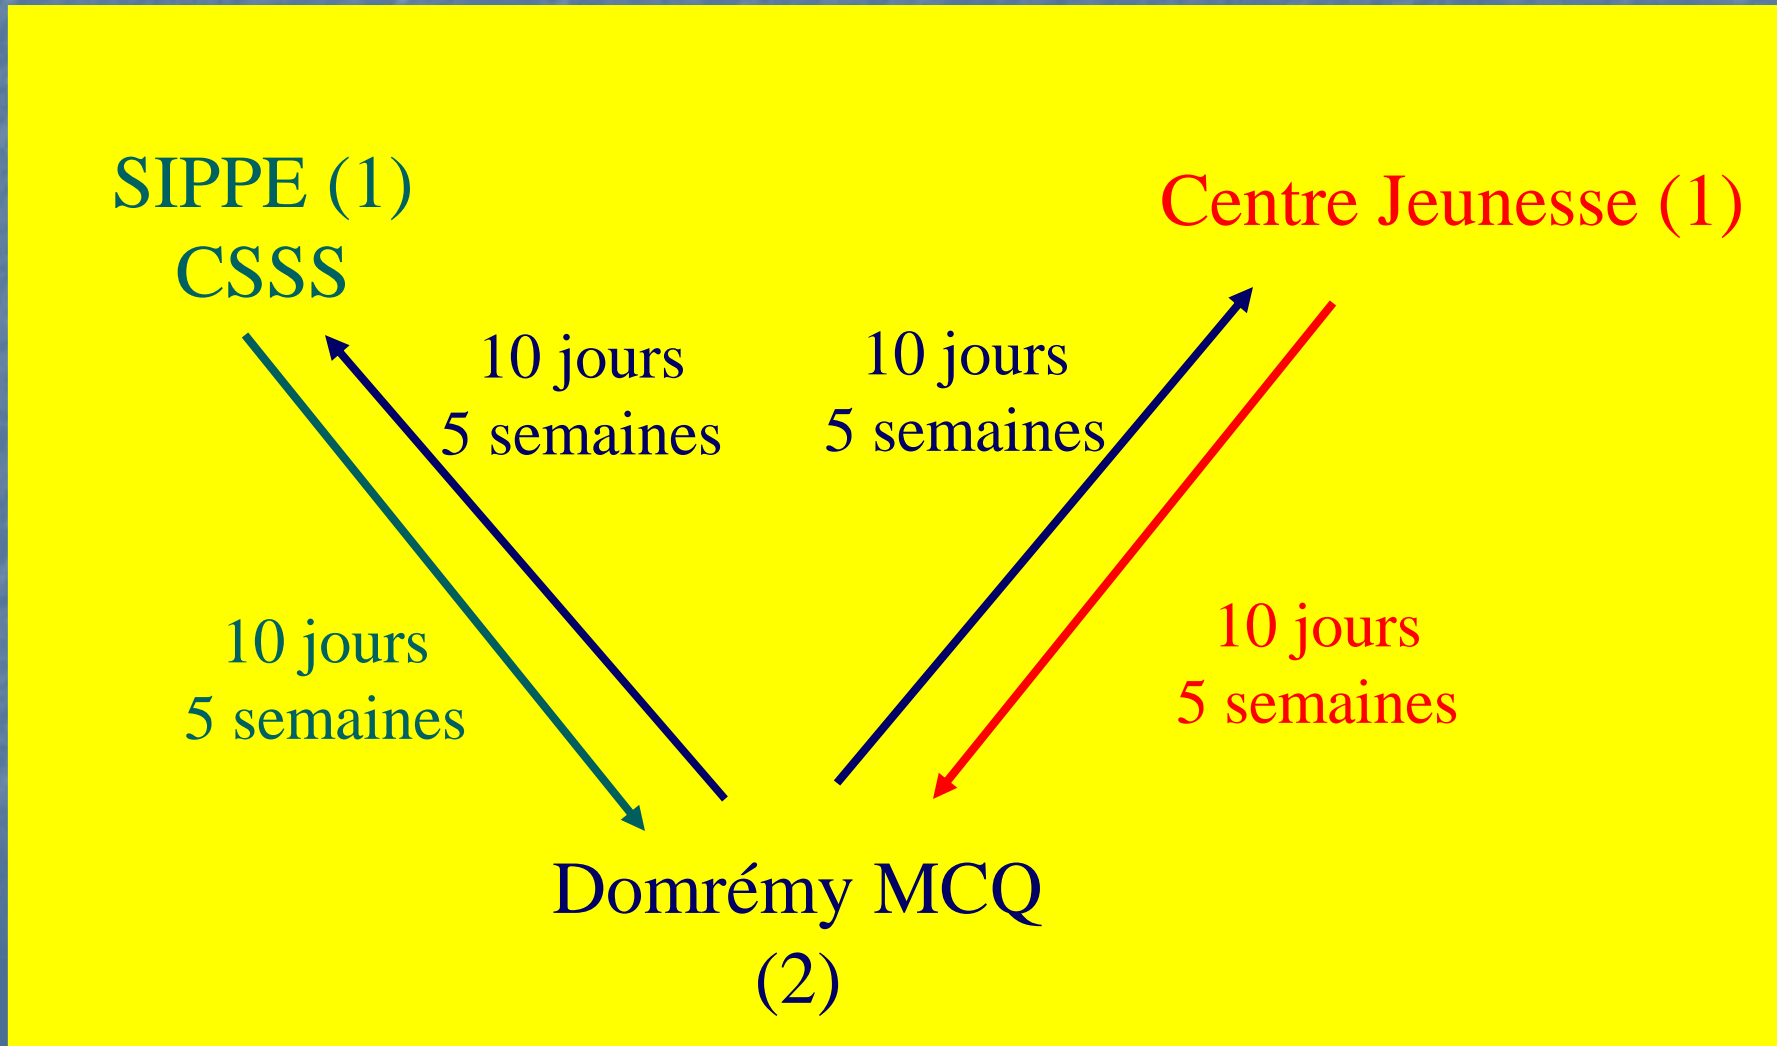 SIPPE (1)
CSSS
Centre Jeunesse (1)
10 jours
5 semaines
10 jours
5 semaines
10 jours
5 semaines
10 jours
5 semaines
Domrémy MCQ
(2)